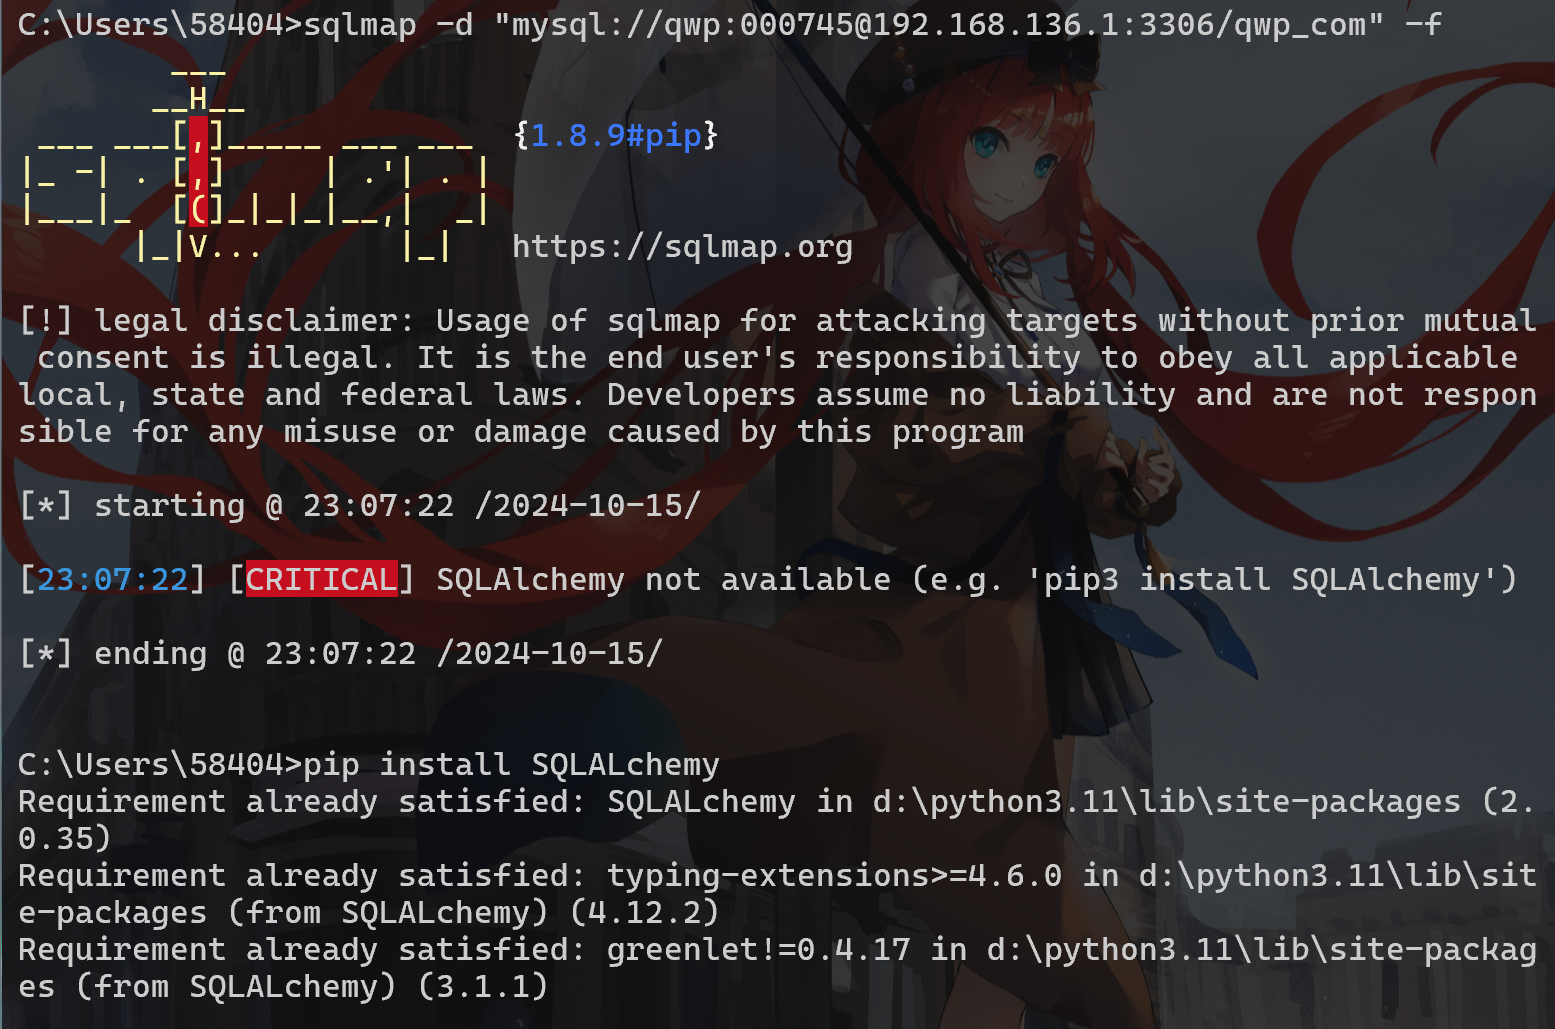 C:\Users\58404>sqlmap -d "mysql://qwp:000745@192.168.136.1:3306/qwp_com" -f
        ___
       __H__
 ___ ___[,]_____ ___ ___  {1.8.9#pip}
|_ -| . [,]     | .'| . |
|___|_  [(]_|_|_|__,|  _|
      |_|V...       |_|   https://sqlmap.org
[!] legal disclaimer: Usage of sqlmap for attacking targets without prior mutual
 consent is illegal. It is the end user's responsibility to obey all applicable
local, state and federal laws. Developers assume no liability and are not respon
sible for any misuse or damage caused by this program
[*] starting @ 23:07:22 /2024-10-15/
[23:07:22] [CRITICAL] SQLAlchemy not available (e.g. 'pip3 install SQLAlchemy')
[*] ending @ 23:07:22 /2024-10-15/
C:\Users\58404>pip install SQLALchemy
Requirement already satisfied: SQLALchemy in d:\python3.11\lib\site-packages (2.
0.35)
Requirement already satisfied: typing-extensions>=4.6.0 in d:\python3.11\lib\sit
e-packages (from SQLALchemy) (4.12.2)
Requirement already satisfied: greenlet!=0.4.17 in d:\python3.11\lib\site-packag
es (from SQLALchemy) (3.1.1)